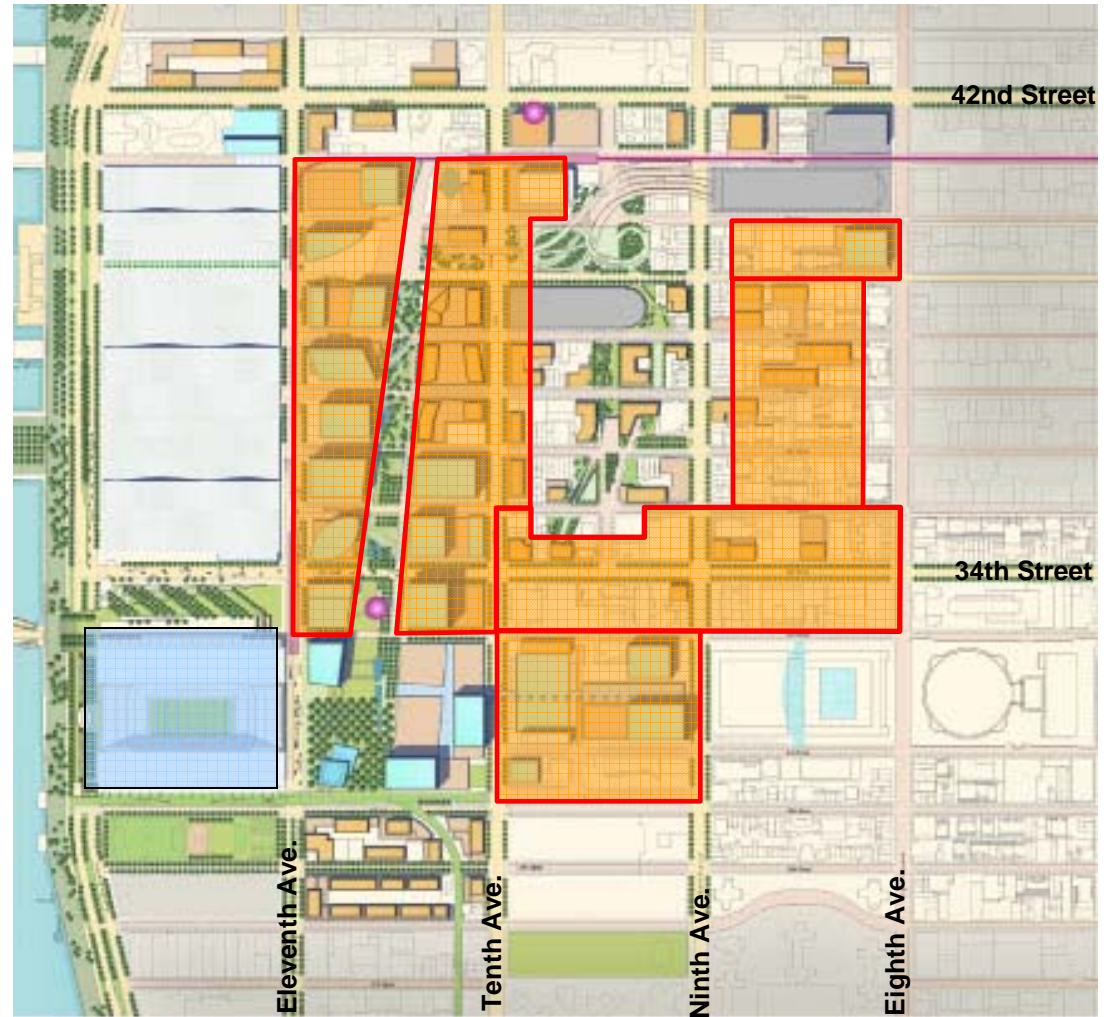 42nd Street
34th Street
Eleventh Ave.
Tenth Ave.
Ninth Ave.
Eighth Ave.